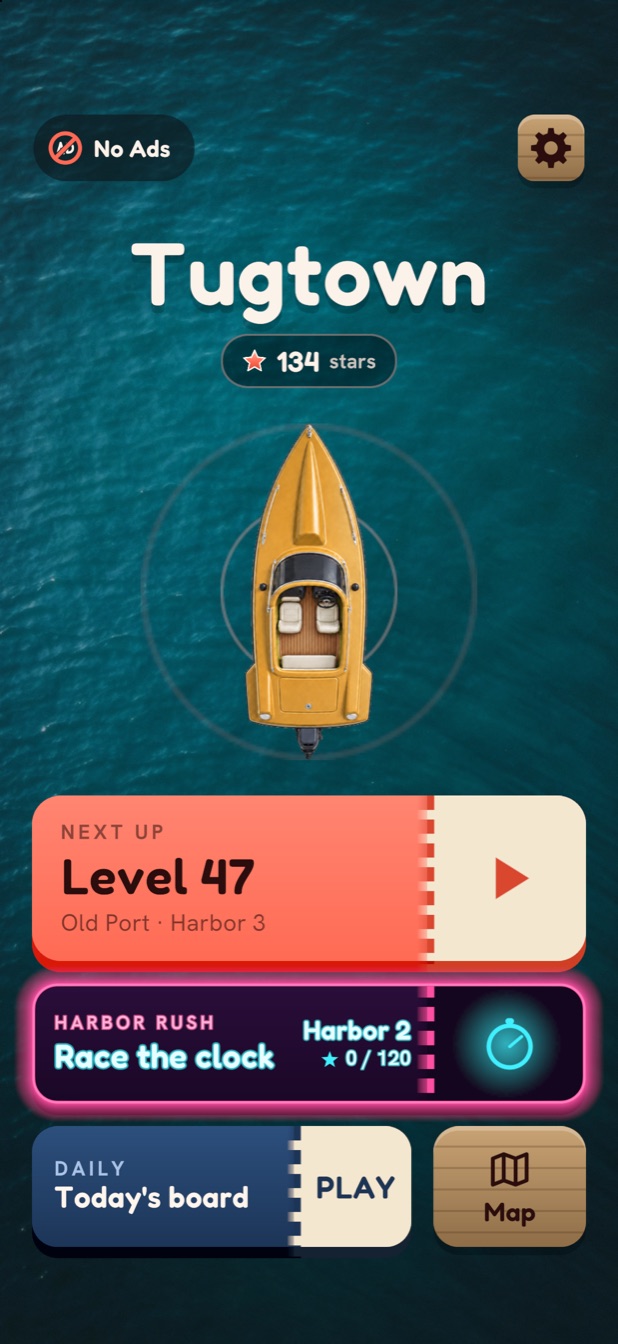 AD No Ads
Tugtown
134 stars
NEXT UP
Level 47
Old Port · Harbor 3
HARBOR RUSH
Race the clock
Harbor 2
★ 0 / 120
DAILY
Today's board
PLAY
Map